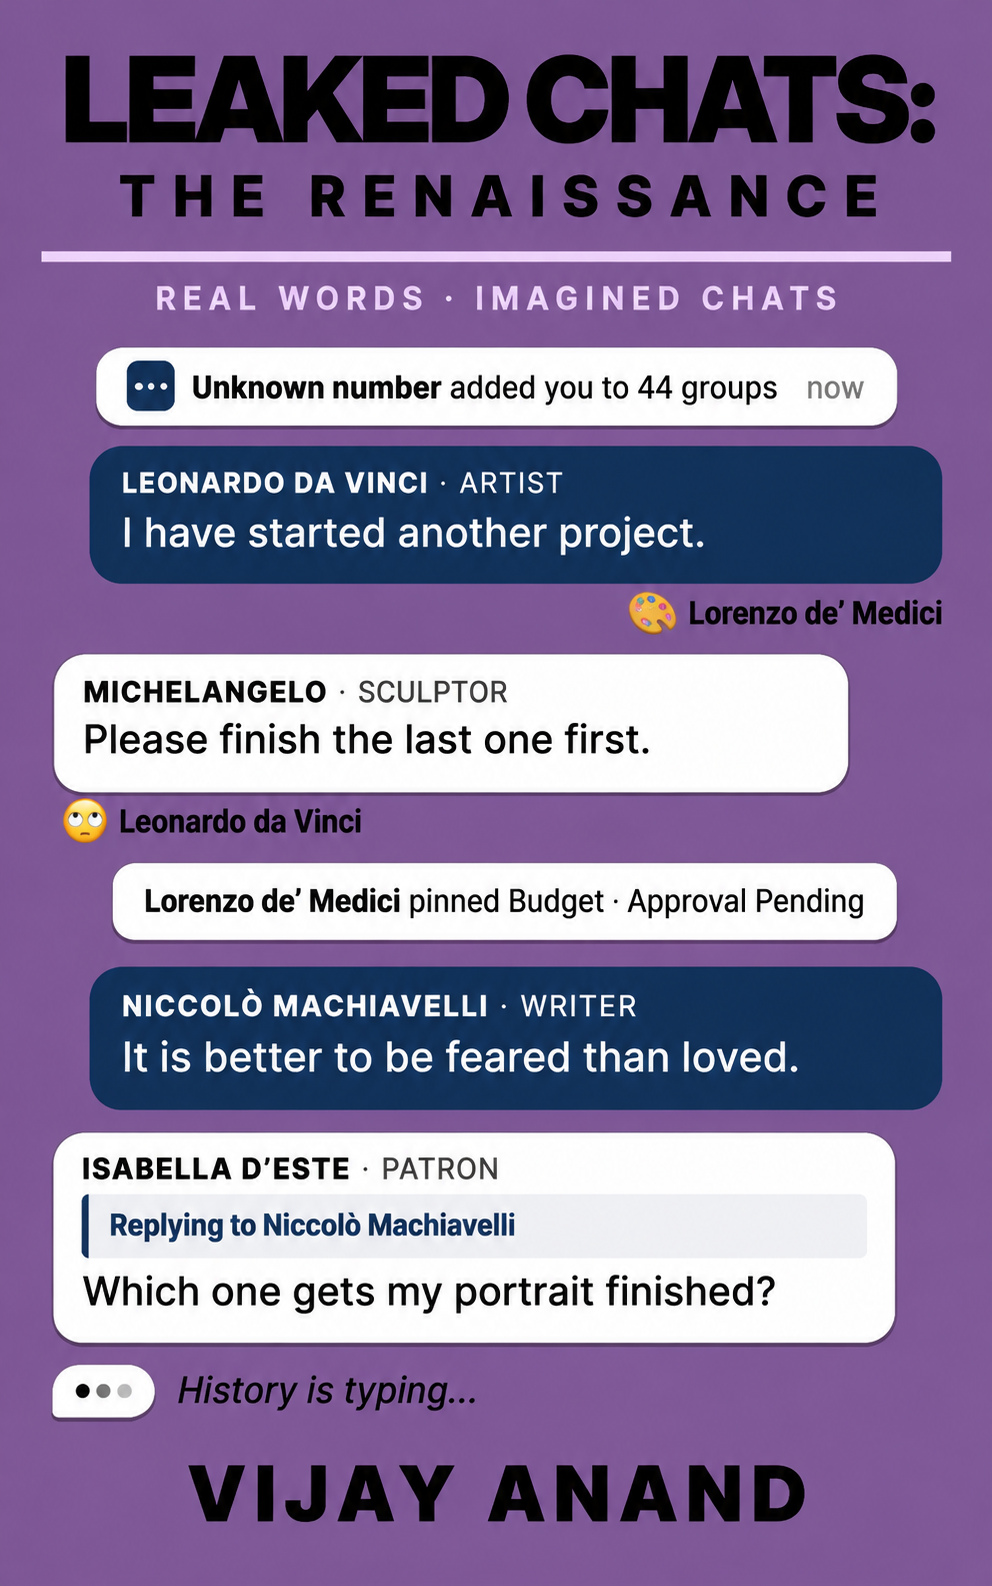 LEAKED CHATS:
THE RENAISSANCE
REAL WORDS · IMAGINED CHATS
Unknown number added you to 44 groups now
LEONARDO DA VINCI · ARTIST
I have started another project.
Lorenzo de’ Medici
MICHELANGELO · SCULPTOR
Please finish the last one first.
Leonardo da Vinci
Lorenzo de’ Medici pinned Budget · Approval Pending
NICCOLÒ MACHIAVELLI · WRITER
It is better to be feared than loved.
ISABELLA D’ESTE · PATRON
Replying to Niccolò Machiavelli
Which one gets my portrait finished?
History is typing...
VIJAY ANAND